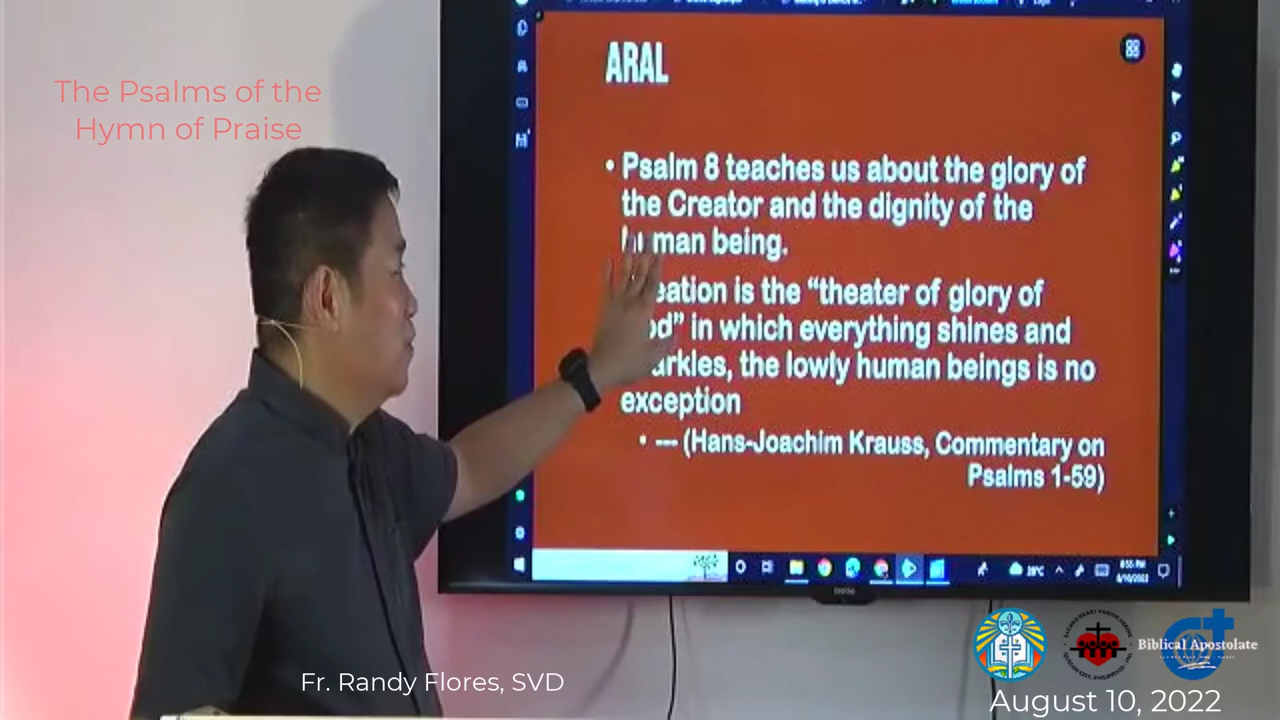 The Psalms of the
Hymn of Praise
ARAL
• Psalm 8 teaches us about the glory of
the Creator and the dignity of the
human being.
eation is the “theater of glory of
od” in which everything shines and
arkles, the lowly human beings is no
exception
• --- (Hans-Joachim Krauss, Commentary on
Psalms 1-59)
Biblical Apostolate
Fr. Randy Flores, SVD
August 10, 2022